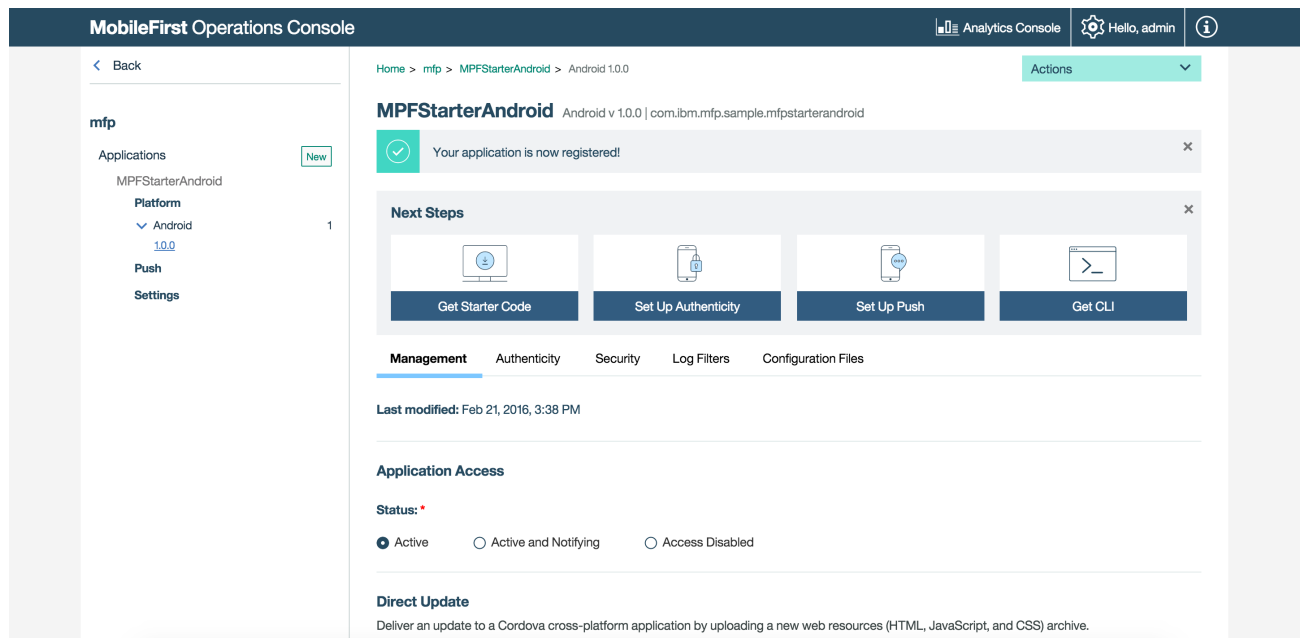 MobileFirst Operations Console
Analytics Console
Hello, admin
Back
Home > mfp > MPFStarterAndroid > Android 1.0.0
Actions
mfp
MPFStarterAndroid Android v 1.0.0 | com.ibm.mfp.sample.mfpstarterandroid
Applications New
Your application is now registered!
MPFStarterAndroid
Platform
Android 1
1.0.0
Push
Settings
Next Steps
Get Starter Code
Set Up Authenticity
Set Up Push
Get CLI
Management Authenticity Security Log Filters Configuration Files
Last modified: Feb 21, 2016, 3:38 PM
Application Access
Status: *
Active Active and Notifying Access Disabled
Direct Update
Deliver an update to a Cordova cross-platform application by uploading a new web resources (HTML, JavaScript, and CSS) archive.